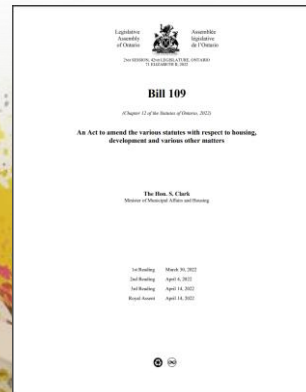 Legislative
Assembly
of Ontario
Assemblée
législative
de l'Ontario
2nd SESSION, 42nd LEGISLATURE, ONTARIO
71 ELIZABETH II, 2022
Bill 109
(Chapter 12 of the Statutes of Ontario, 2022)
An Act to amend the various statutes with respect to housing,
development and various other matters
The Hon. S. Clark
Minister of Municipal Affairs and Housing
1st Reading March 30, 2022
2nd Reading April 4, 2022
3rd Reading April 14, 2022
Royal Assent April 14, 2022